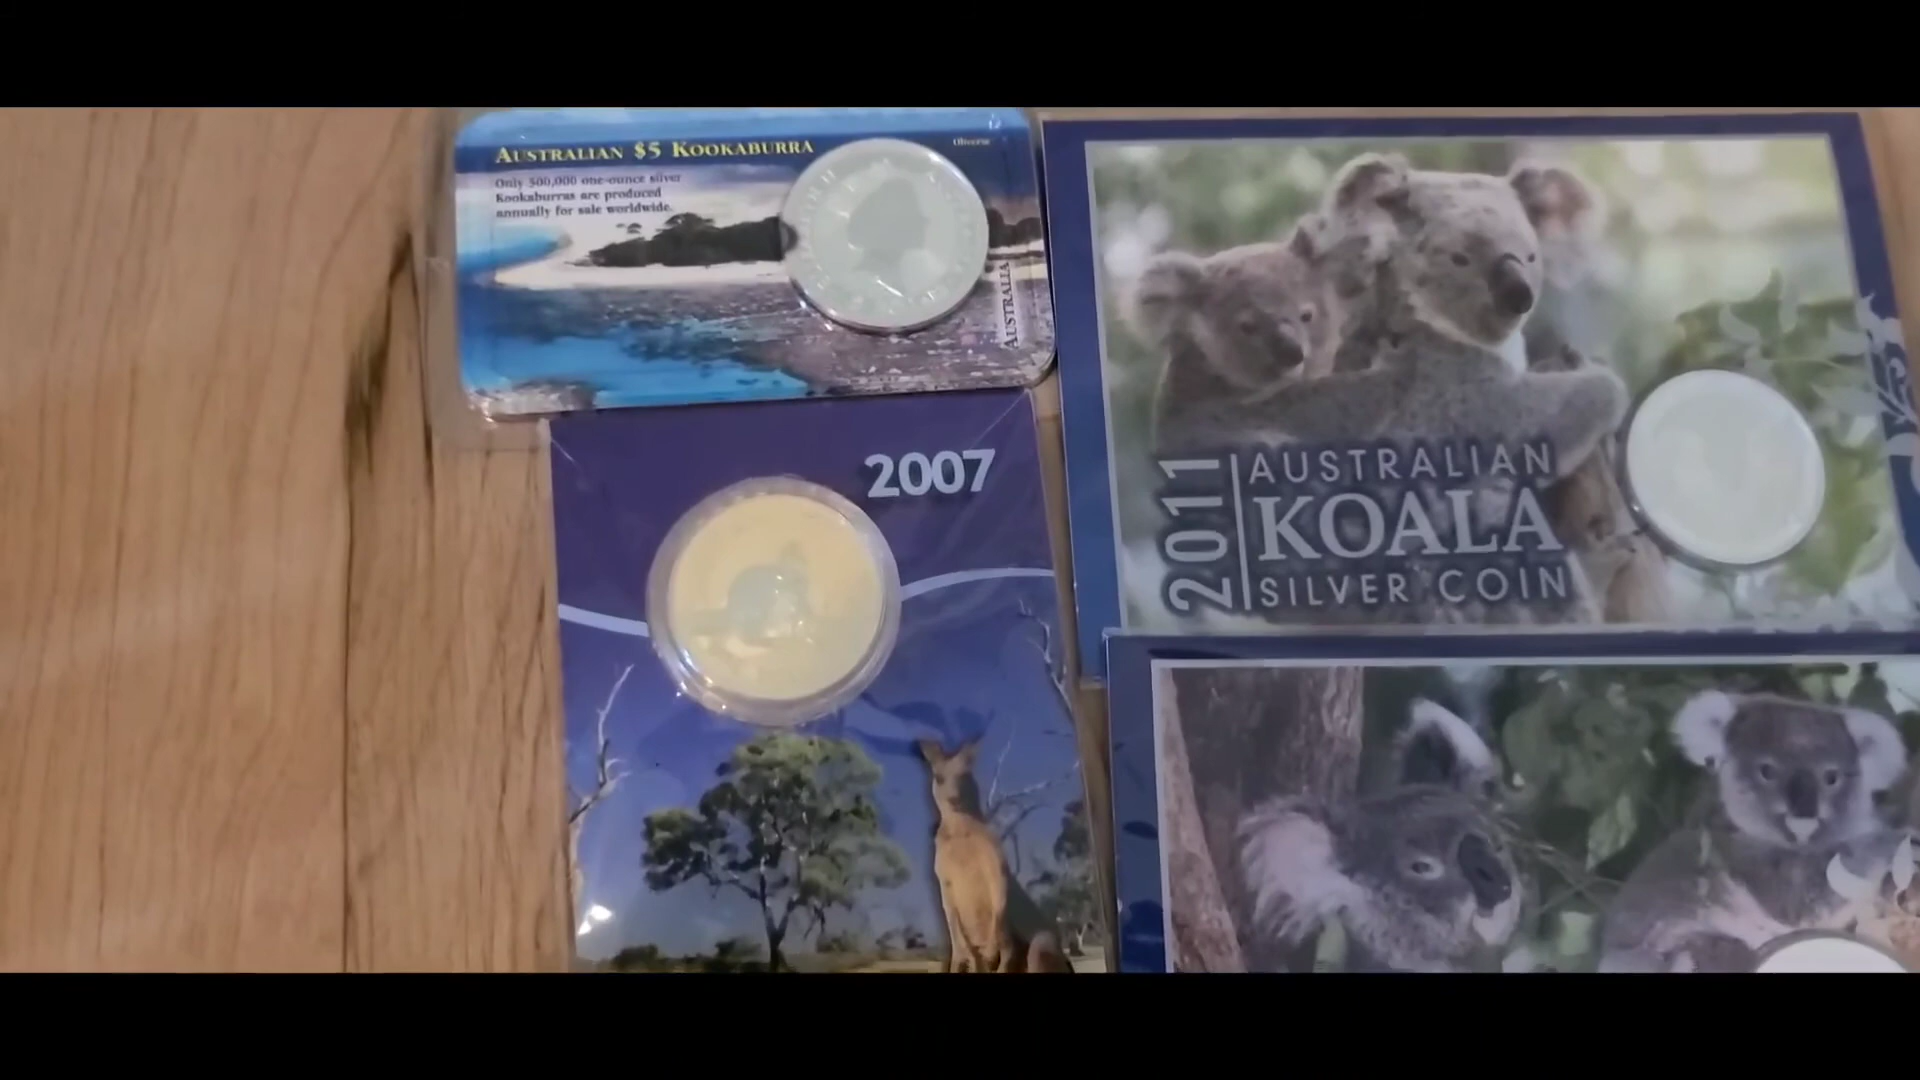 AUSTRALIAN $5 KOOKABURRA
Obverse
Only 300,000 one-ounce silver
Kookaburras are produced
annually for sale worldwide.
AUSTRALIA
2007
2011
AUSTRALIAN
KOALA
SILVER COIN